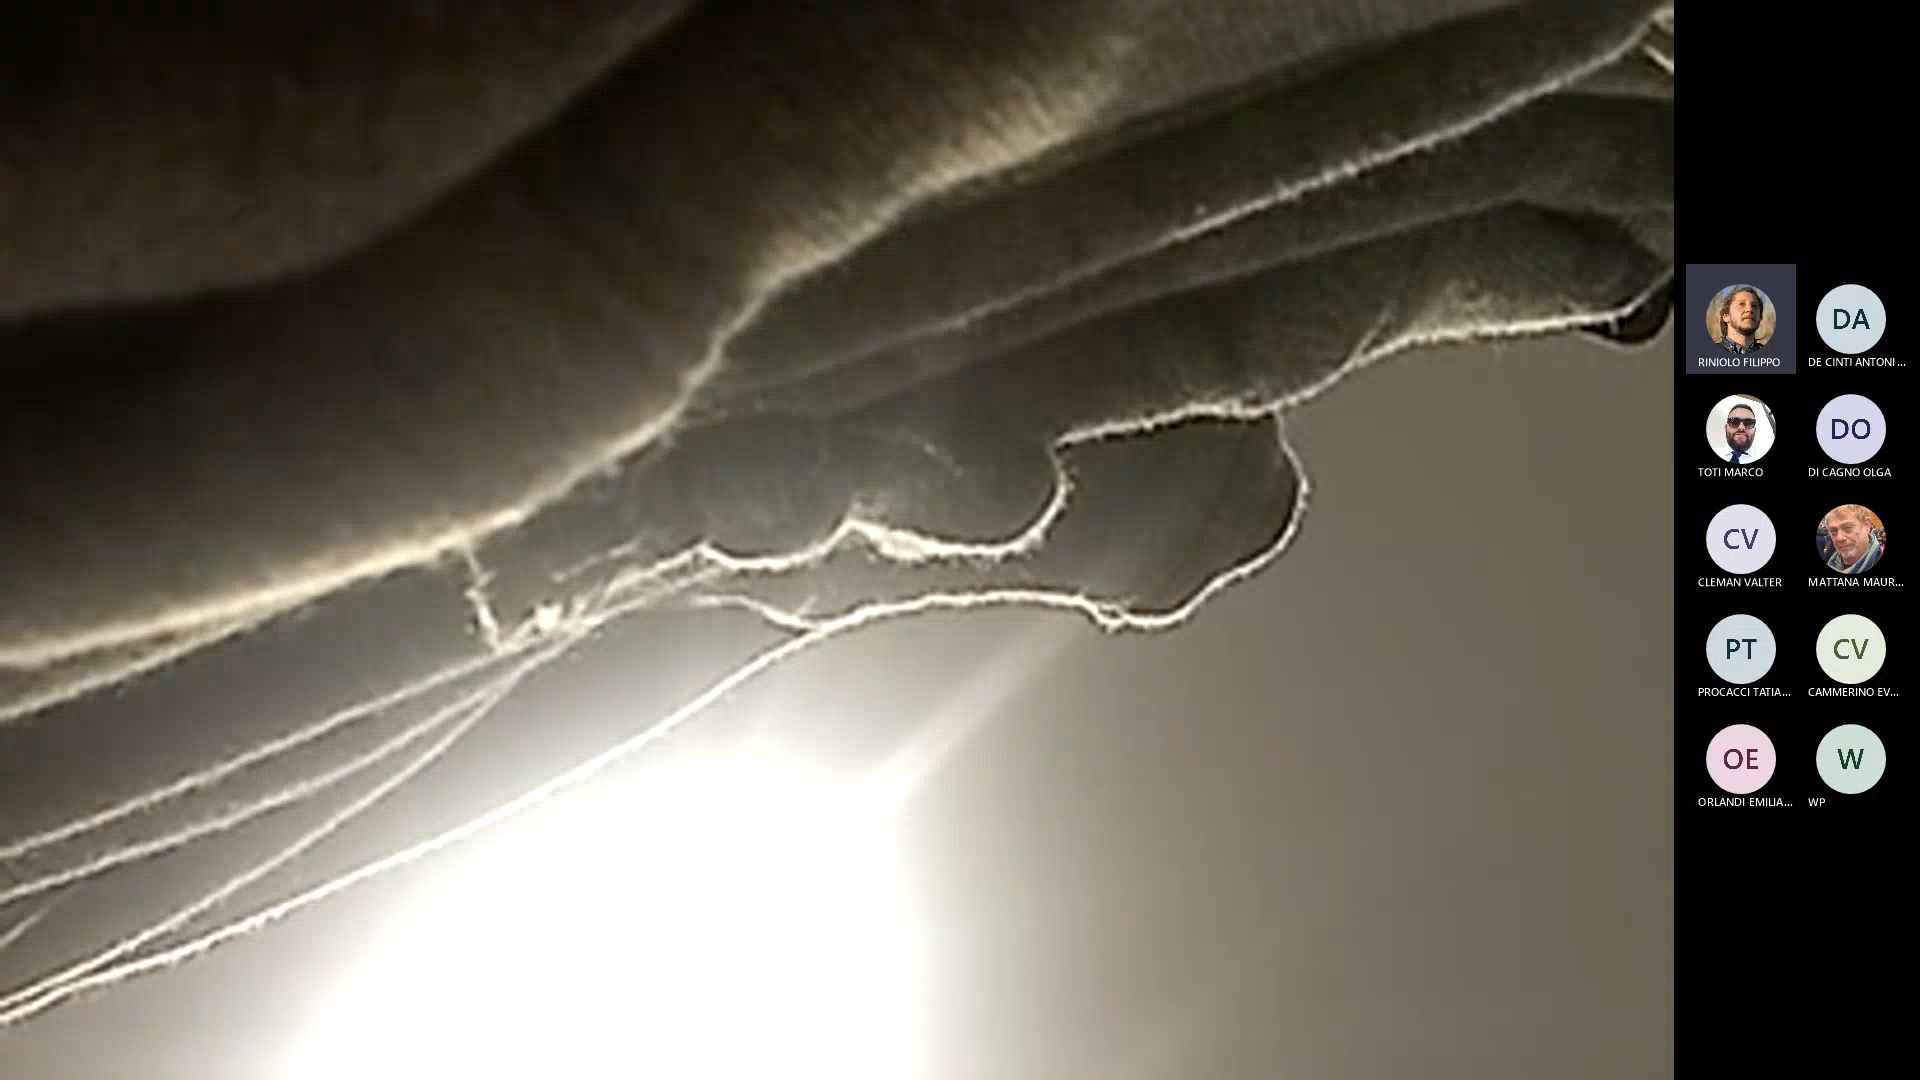 RINIOLO FILIPPO
DA
DE CINTI ANTONI...
TOTI MARCO
DO
DI CAGNO OLGA
CV
CLEMAN VALTER
MATTANA MAUR...
PT
PROCACCI TATIA...
CV
CAMMERINO EV...
OE
ORLANDI EMILIA...
W
WP